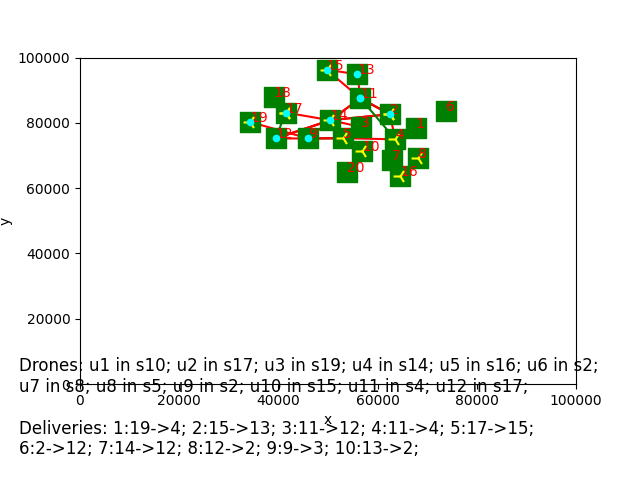 100000
80000
60000
40000
20000
0
y
0 20000 40000 60000 80000 100000
x
Drones: u1 in s10; u2 in s17; u3 in s19; u4 in s14; u5 in s16; u6 in s2;
u7 in s8; u8 in s5; u9 in s2; u10 in s15; u11 in s4; u12 in s17;
Deliveries: 1:19->4; 2:15->13; 3:11->12; 4:11->4; 5:17->15;
6:2->12; 7:14->12; 8:12->2; 9:9->3; 10:13->2;